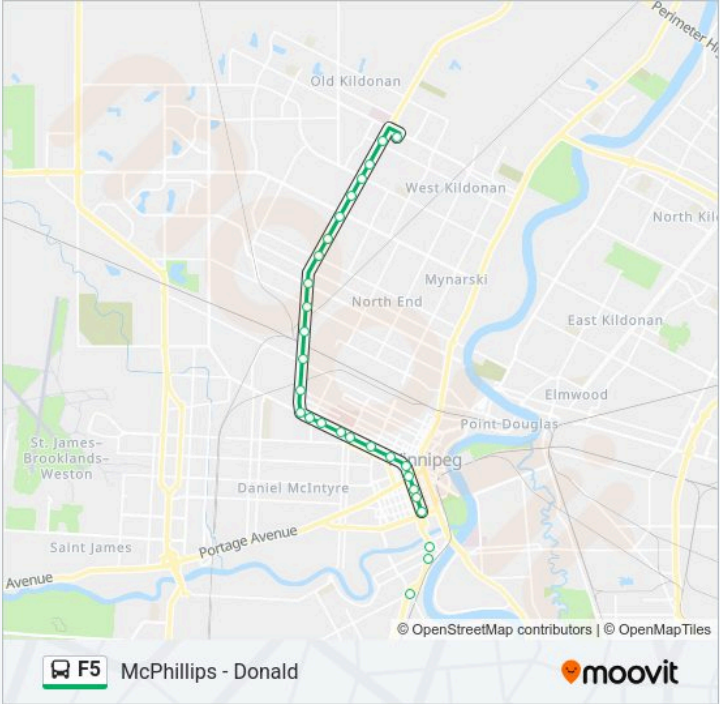 Perimeter Hi
Old Kildonan
West Kildonan
North Kil
Mynarski
North End
East Kildonan
Elmwood
Point Douglas
innipeg
St. James–
Brooklands–
Weston
Daniel McIntyre
Portage Avenue
Saint James
Avenue
© OpenStreetMap contributors | © OpenMapTiles
F5 McPhillips - Donald
moovit